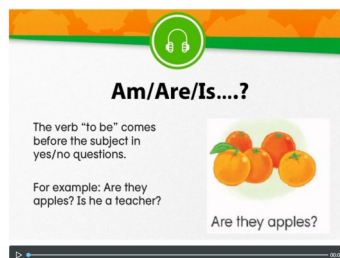 Am/Are/Is....?
The verb "to be" comes
before the subject in
yes/no questions.
For example: Are they
apples? Is he a teacher?
Are they apples?